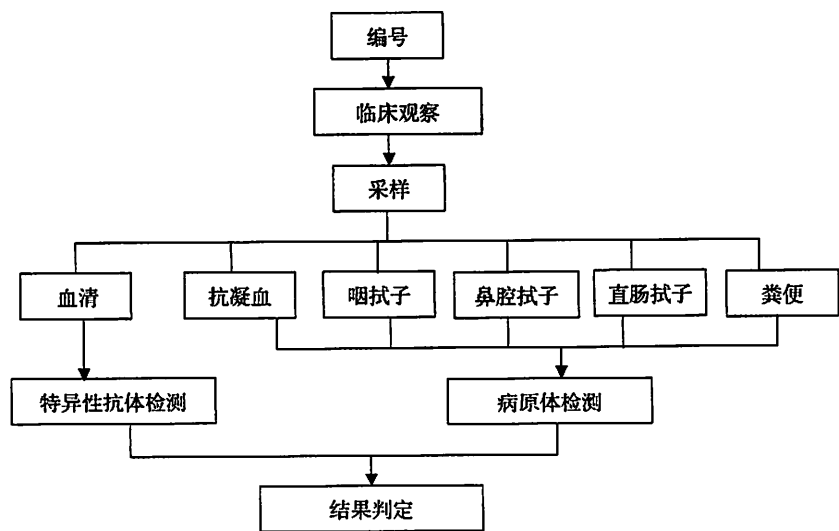 编号
临床观察
采样
血清
抗凝血
咽拭子
鼻腔拭子
直肠拭子
粪便
特异性抗体检测
病原体检测
结果判定